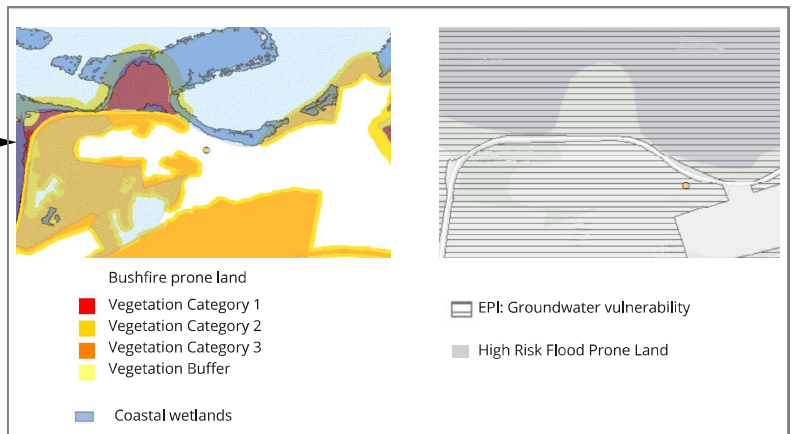 Bushfire prone land
Vegetation Category 1
Vegetation Category 2
Vegetation Category 3
Vegetation Buffer
Coastal wetlands
EPI: Groundwater vulnerability
High Risk Flood Prone Land